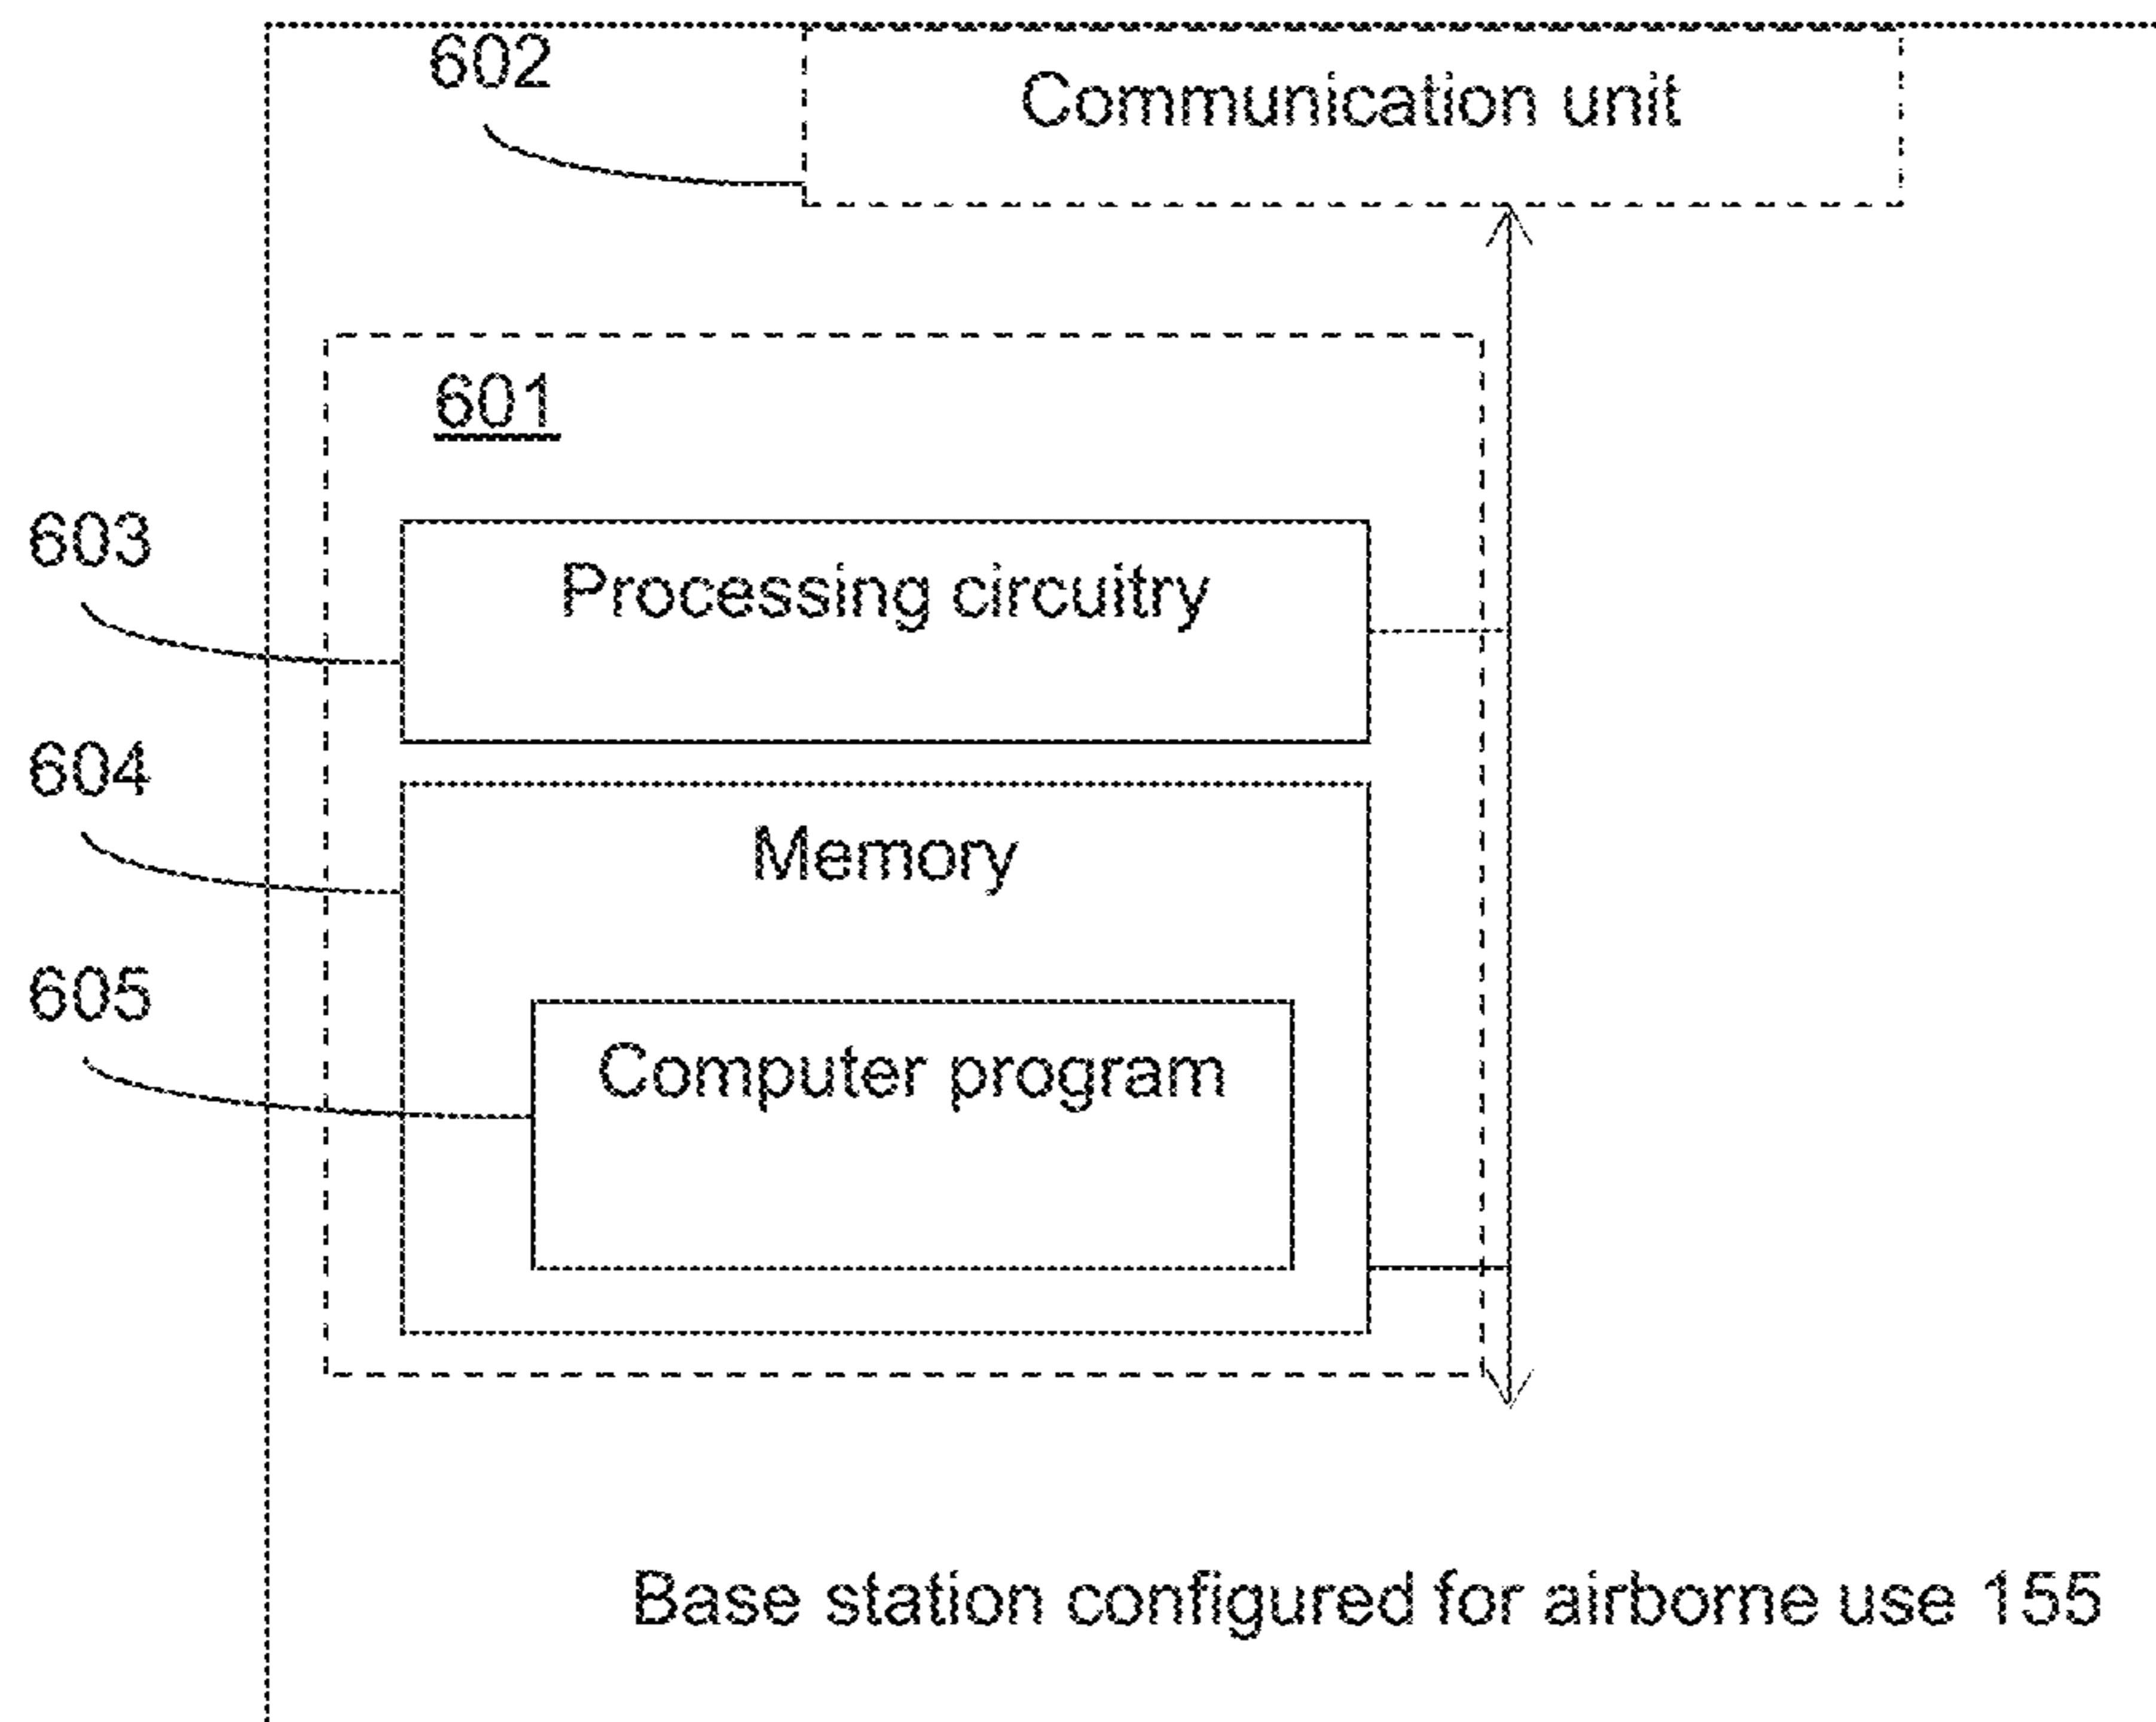 602
Communication unit
601
603
Processing circuitry
604
Memory
605
Computer program
Base station configured for airborne use 155